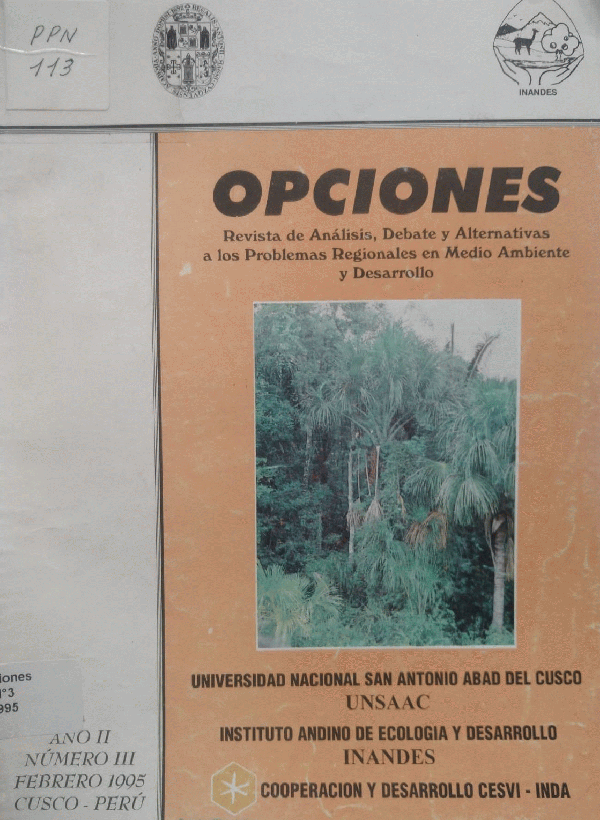 PPN
113
INANDES
OPCIONES
Revista de Análisis, Debate y Alternativas
a los Problemas Regionales en Medio Ambiente
y Desarrollo
UNIVERSIDAD NACIONAL SAN ANTONIO ABAD DEL CUSCO
UNSAAC
INSTITUTO ANDINO DE ECOLOGIA Y DESARROLLO
INANDES
COOPERACION Y DESARROLLO CESVI - INDA
iones
N°3
995
AÑO II
NÚMERO III
FEBRERO 1995
CUSCO - PERÚ